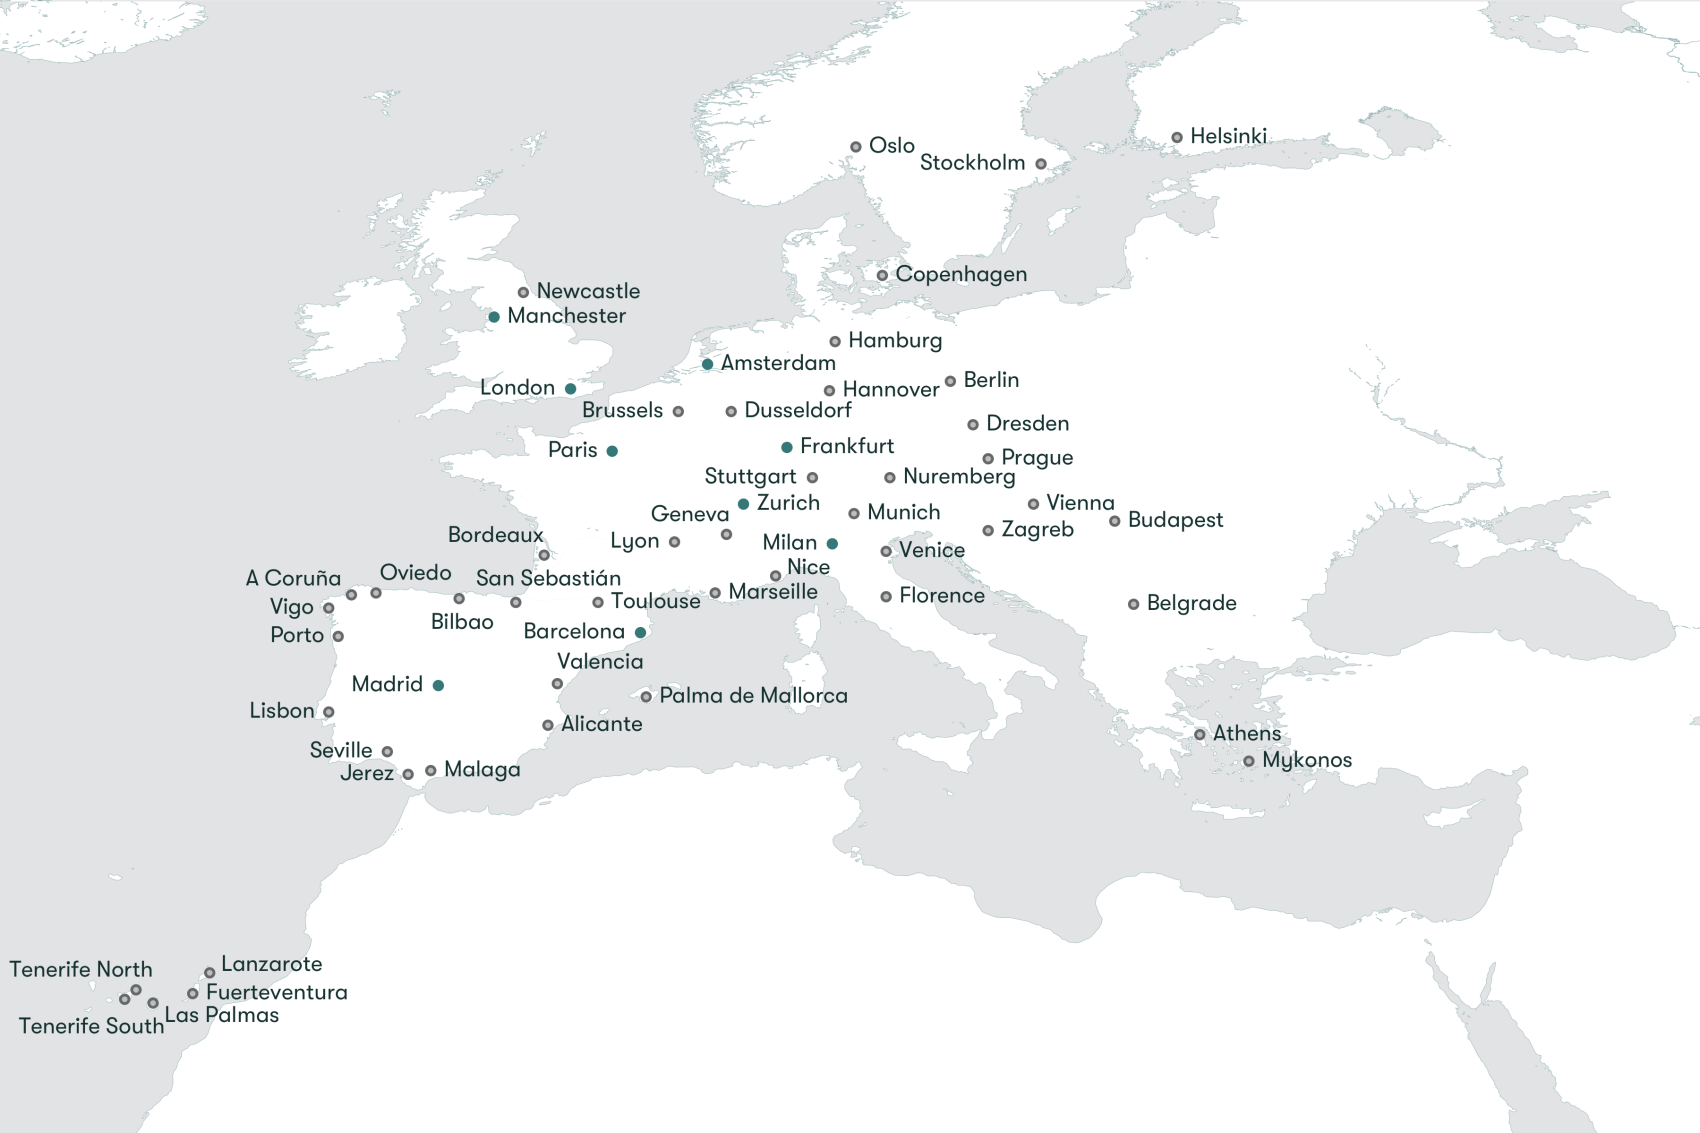 Helsinki
Oslo
Stockholm
Copenhagen
Newcastle
Manchester
Hamburg
Amsterdam
Berlin
London
Hannover
Brussels
Dusseldorf
Dresden
Paris
Frankfurt
Prague
Stuttgart
Nuremberg
Zurich
Vienna
Geneva
Munich
Budapest
Zagreb
Bordeaux
Lyon
Milan
Venice
Nice
A Coruña
Oviedo
San Sebastián
Marseille
Florence
Toulouse
Belgrade
Vigo
Bilbao
Porto
Barcelona
Valencia
Madrid
Palma de Mallorca
Lisbon
Alicante
Athens
Seville
Mykonos
Jerez
Malaga
Lanzarote
Tenerife North
Fuerteventura
Las Palmas
Tenerife South